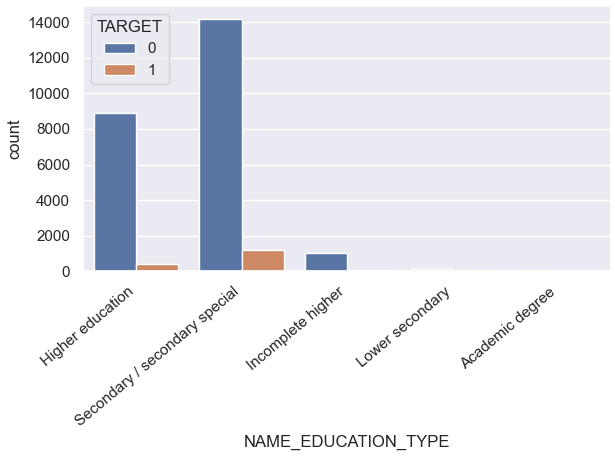 TARGET
0
1
14000
12000
10000
8000
6000
4000
2000
0
count
Higher education
Secondary / secondary special
Incomplete higher
Lower secondary
Academic degree
NAME_EDUCATION_TYPE